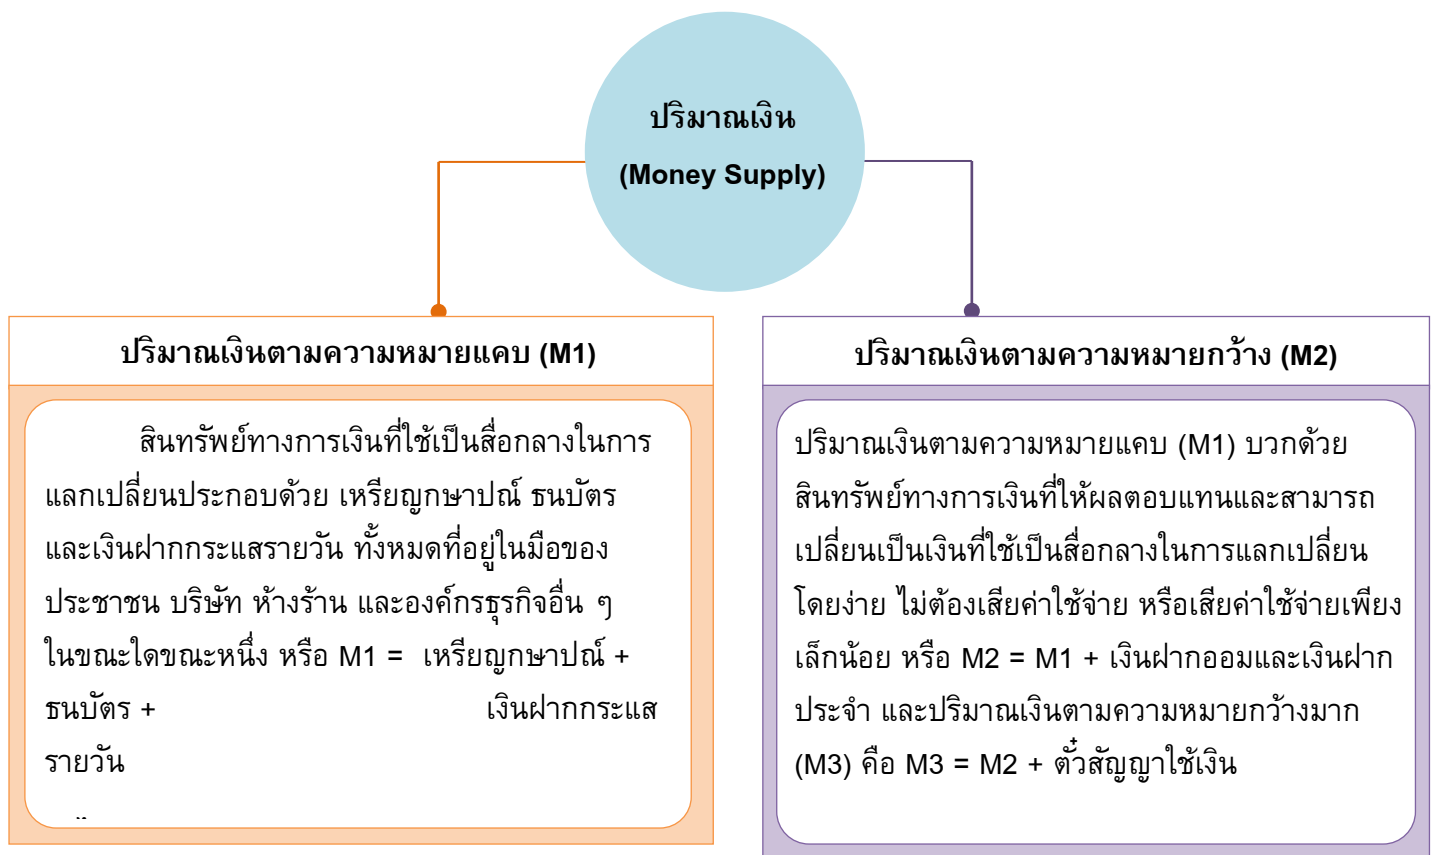 ปริมาณเงิน
(Money Supply)
ปริมาณเงินตามความหมายแคบ (M1)
สินทรัพย์ทางการเงินที่ใช้เป็นสื่อกลางในการ
แลกเปลี่ยนประกอบด้วย เหรียญกษาปณ์ ธนบัตร
และเงินฝากกระแสรายวัน ทั้งหมดที่อยู่ในมือของ
ประชาชน บริษัท ห้างร้าน และองค์กรธุรกิจอื่น ๆ
ในขณะใดขณะหนึ่ง หรือ M1 = เหรียญกษาปณ์ +
ธนบัตร + เงินฝากกระแส
รายวัน
ปริมาณเงินตามความหมายกว้าง (M2)
ปริมาณเงินตามความหมายแคบ (M1) บวกด้วย
สินทรัพย์ทางการเงินที่ให้ผลตอบแทนและสามารถ
เปลี่ยนเป็นเงินที่ใช้เป็นสื่อกลางในการแลกเปลี่ยน
โดยง่าย ไม่ต้องเสียค่าใช้จ่าย หรือเสียค่าใช้จ่ายเพียง
เล็กน้อย หรือ M2 = M1 + เงินฝากออมและเงินฝาก
ประจำ และปริมาณเงินตามความหมายกว้างมาก
(M3) คือ M3 = M2 + ตั๋วสัญญาใช้เงิน